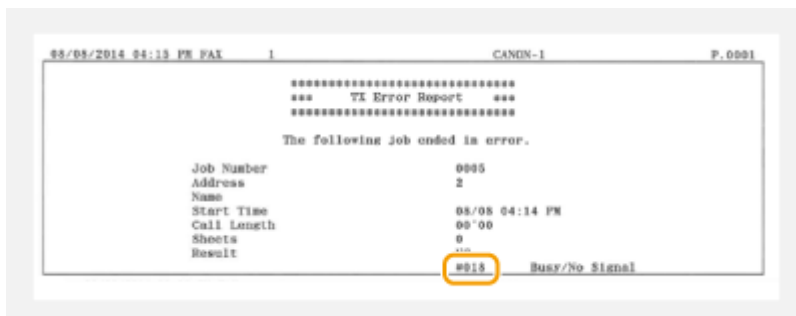 08/08/2014 04:15 PM FAX 1 CANON-1 P.0001
******************************
*** TX Error Report ***
******************************
The following job ended in error.
Job Number 0005
Address 2
Name
Start Time 08/08 04:14 PM
Call Length 00'00
Sheets 0
Result
#018 Busy/No Signal